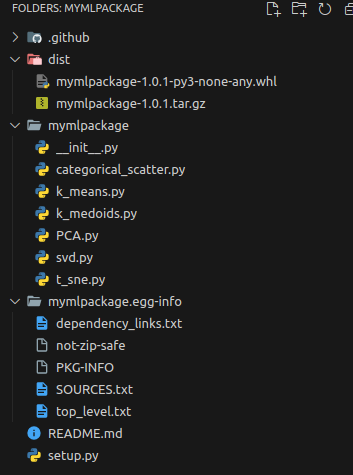 FOLDERS: MYMLPACKAGE
.github
dist
mymlpackage-1.0.1-py3-none-any.whl
mymlpackage-1.0.1.tar.gz
mymlpackage
__init__.py
categorical_scatter.py
k_means.py
k_medoids.py
PCA.py
svd.py
t_sne.py
mymlpackage.egg-info
dependency_links.txt
not-zip-safe
PKG-INFO
SOURCES.txt
top_level.txt
README.md
setup.py